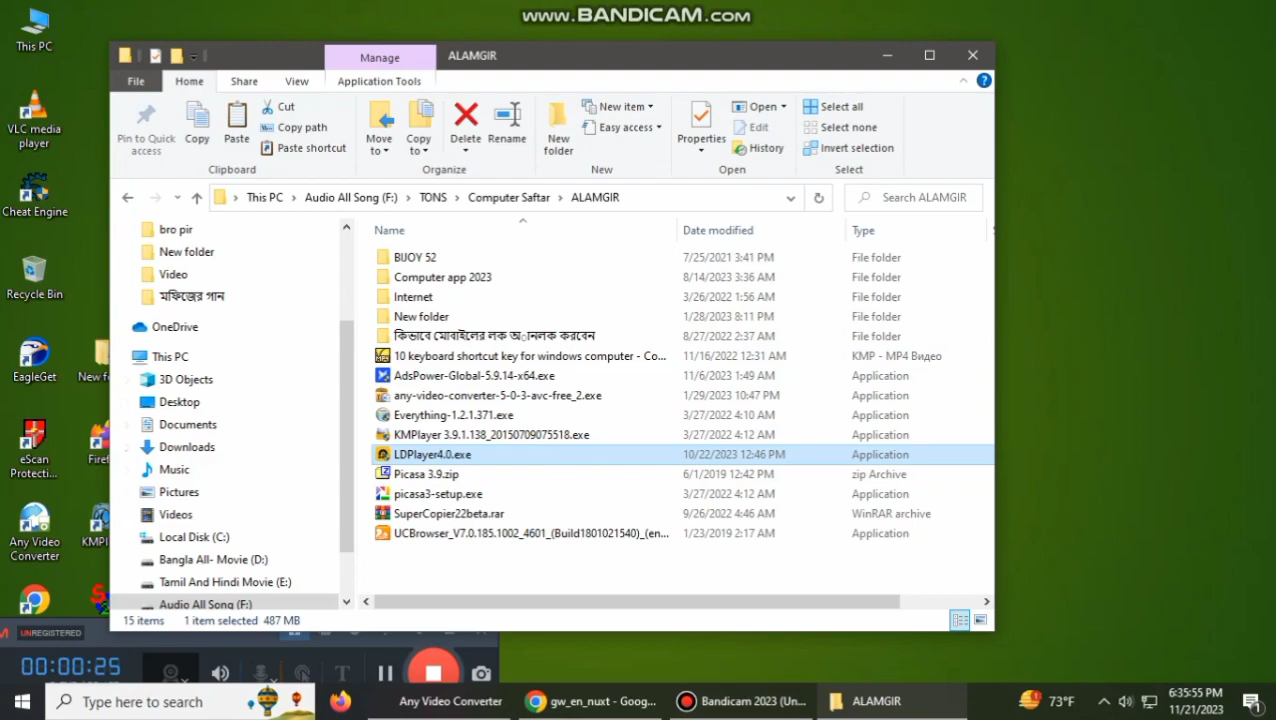 www.BANDICAM.com
This PC
VLC media player
Cheat Engine
Recycle Bin
EagleGet
New fo
eScan Protectic
Firef
Any Video Converter
KMPl
Manage
ALAMGIR
File
Home
Share
View
Application Tools
Pin to Quick access
Copy
Paste
Cut
Copy path
Paste shortcut
Clipboard
Move to
Copy to
Delete
Rename
Organize
New folder
New item
Easy access
New
Properties
Open
Edit
History
Open
Select all
Select none
Invert selection
Select
This PC > Audio All Song (F:) > TONS > Computer Saftar > ALAMGIR
Search ALAMGIR
bro pir
New folder
Video
মফিজের গান
OneDrive
This PC
3D Objects
Desktop
Documents
Downloads
Music
Pictures
Videos
Local Disk (C:)
Bangla All- Movie (D:)
Tamil And Hindi Movie (E:)
Audio All Song (F:)
Name Date modified Type
BIJOY 52 7/25/2021 3:41 PM File folder
Computer app 2023 8/14/2023 3:36 AM File folder
Internet 3/26/2022 1:56 AM File folder
New folder 1/28/2023 8:11 PM File folder
কিভাবে মোবাইলের লক অানলক করবেন 8/27/2022 2:37 AM File folder
10 keyboard shortcut key for windows computer - Co... 11/16/2022 12:31 AM KMP - MP4 Видео
AdsPower-Global-5.9.14-x64.exe 11/6/2023 1:49 AM Application
any-video-converter-5-0-3-avc-free_2.exe 1/29/2023 10:47 PM Application
Everything-1.2.1.371.exe 3/27/2022 4:10 AM Application
KMPlayer 3.9.1.138_20150709075518.exe 3/27/2022 4:12 AM Application
LDPlayer4.0.exe 10/22/2023 12:46 PM Application
Picasa 3.9.zip 6/1/2019 12:42 PM zip Archive
picasa3-setup.exe 3/27/2022 4:12 AM Application
SuperCopier22beta.rar 9/26/2022 4:46 AM WinRAR archive
UCBrowser_V7.0.185.1002_4601_(Build1801021540)_(en... 1/23/2019 2:17 AM Application
15 items 1 item selected 487 MB
UNREGISTERED
00:00:25
Type here to search
Any Video Converter
gw_en_nuxt - Goog...
Bandicam 2023 (Un...
ALAMGIR
73°F
6:35:55 PM
11/21/2023